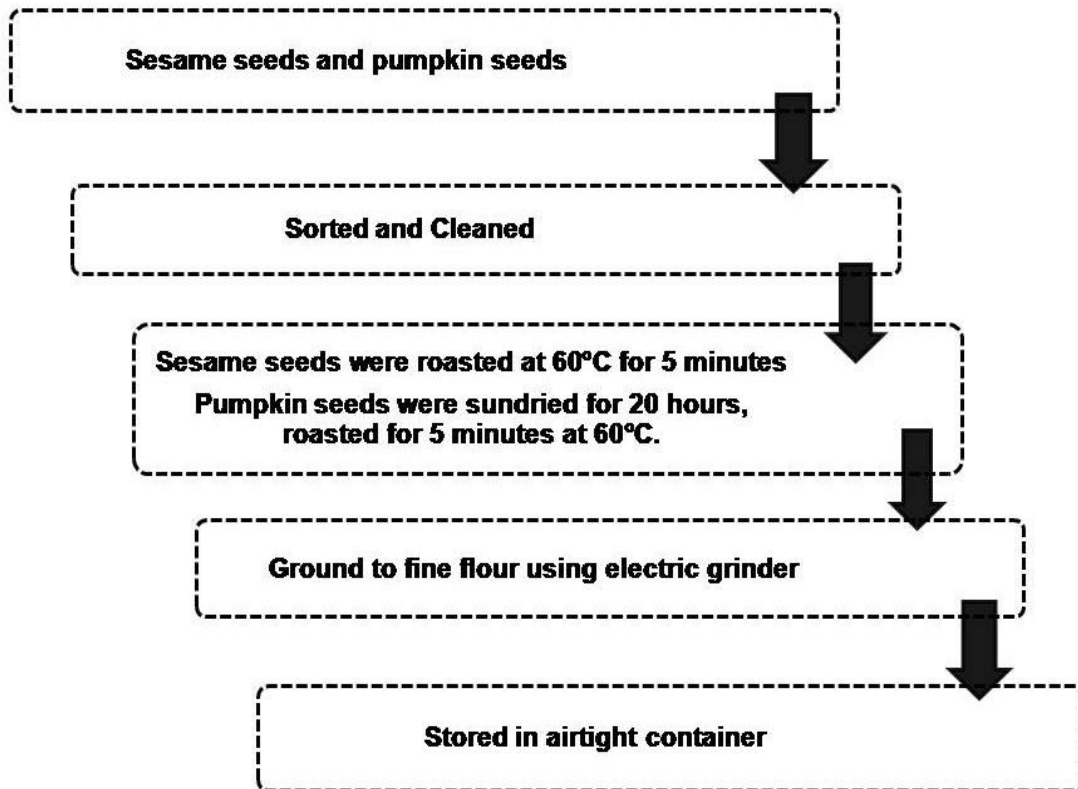 Sesame seeds and pumpkin seeds
Sorted and Cleaned
Sesame seeds were roasted at 60°C for 5 minutes
Pumpkin seeds were sundried for 20 hours,
roasted for 5 minutes at 60°C.
Ground to fine flour using electric grinder
Stored in airtight container